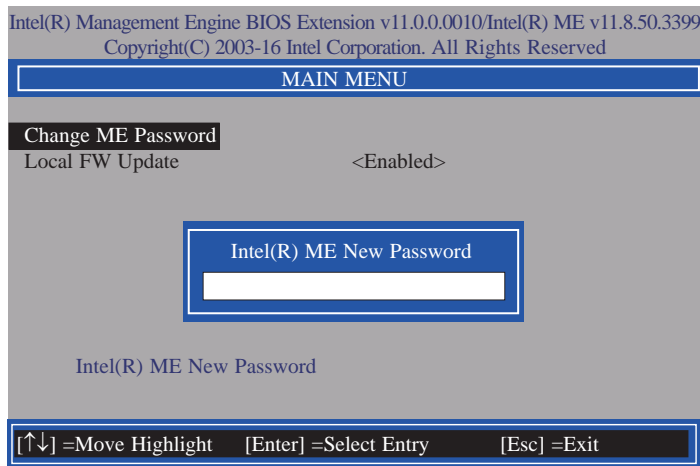 Intel(R) Management Engine BIOS Extension v11.0.0.0010/Intel(R) ME v11.8.50.3399
Copyright(C) 2003-16 Intel Corporation. All Rights Reserved
MAIN MENU
Change ME Password
Local FW Update <Enabled>
Intel(R) ME New Password
Intel(R) ME New Password
[↑↓] =Move Highlight [Enter] =Select Entry [Esc] =Exit